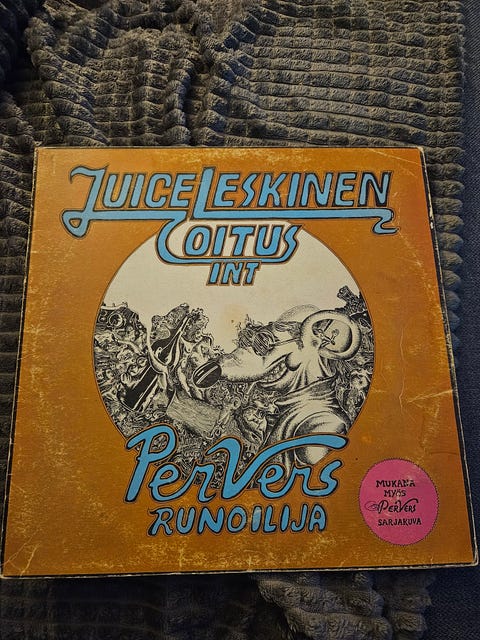 JUICE LESKINEN
COITUS
INT
PerVers
RUNOILIJA
MUKANA
MYÖS
PerVers
SARJAKUVA